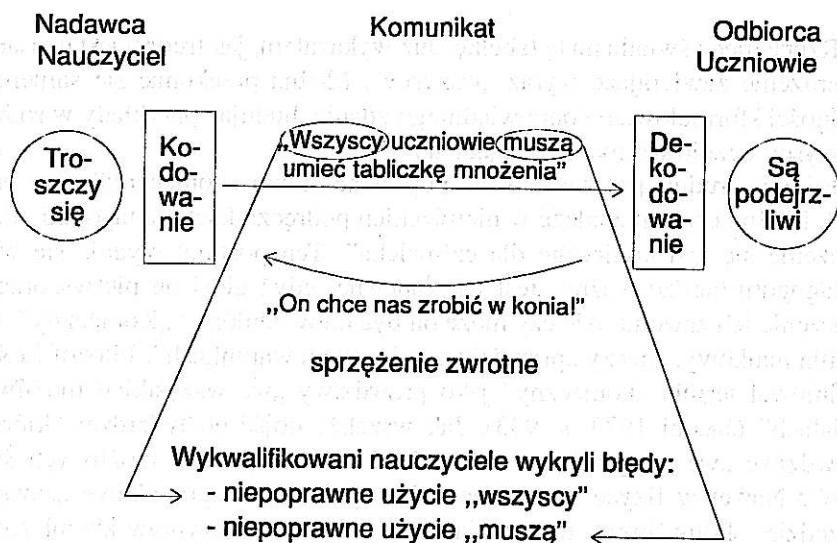 Nadawca
Nauczyciel
Komunikat
Odbiorca
Uczniowie
Tro-
szczy
się
Ko-
do-
wa-
nie
„Wszyscy uczniowie muszą
umieć tabliczkę mnożenia”
De-
ko-
do-
wa-
nie
Są
podejrz-
liwi
„On chce nas zrobić w konia!”
sprzężenie zwrotne
Wykwalifikowani nauczyciele wykryli błędy:
- niepoprawne użycie „wszyscy”
- niepoprawne użycie „muszą”